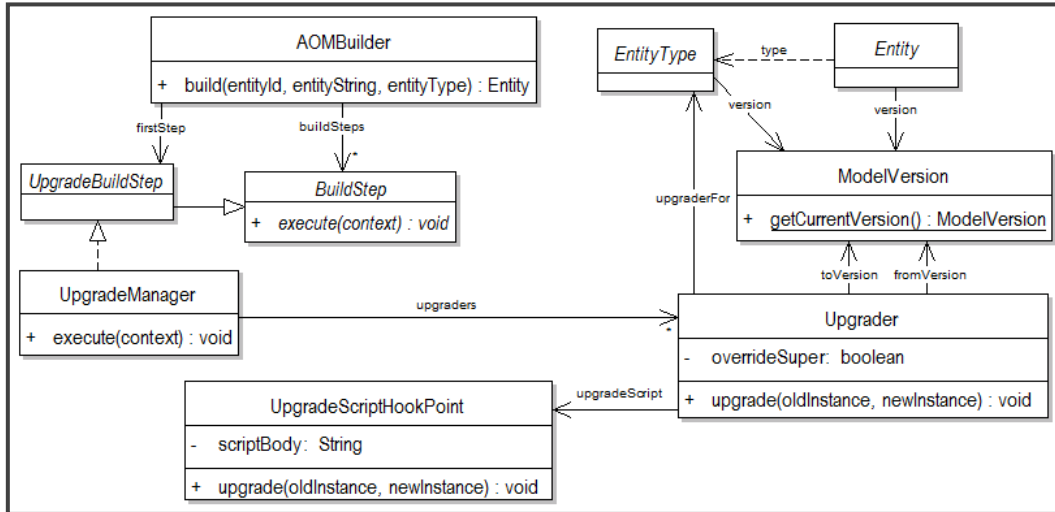 AOMBuilder
+ build(entityId, entityString, entityType) : Entity
firstStep
buildSteps
*
UpgradeBuildStep
BuildStep
+ execute(context) : void
UpgradeManager
+ execute(context) : void
upgraders
*
EntityType
type
Entity
version
version
ModelVersion
+ getCurrentVersion() : ModelVersion
upgraderFor
toVersion
fromVersion
Upgrader
- overrideSuper: boolean
+ upgrade(oldInstance, newInstance) : void
upgradeScript
UpgradeScriptHookPoint
- scriptBody: String
+ upgrade(oldInstance, newInstance) : void